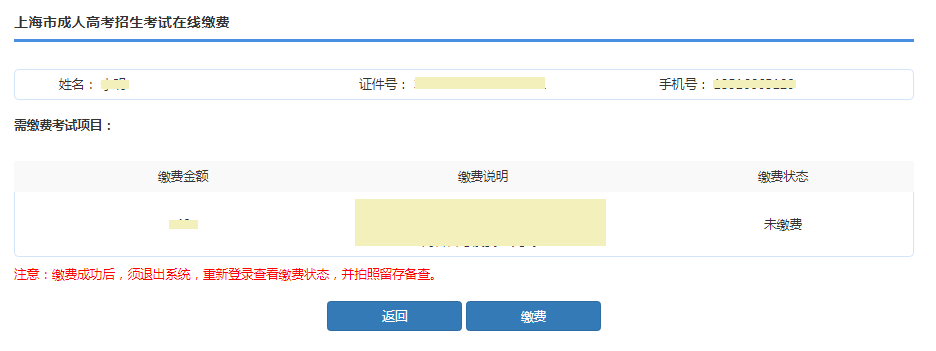 上海市成人高考招生考试在线缴费
姓名： 证件号： 手机号：
需缴费考试项目：
缴费金额 缴费说明 缴费状态
未缴费
注意：缴费成功后，须退出系统，重新登录查看缴费状态，并拍照留存备查。
返回 缴费